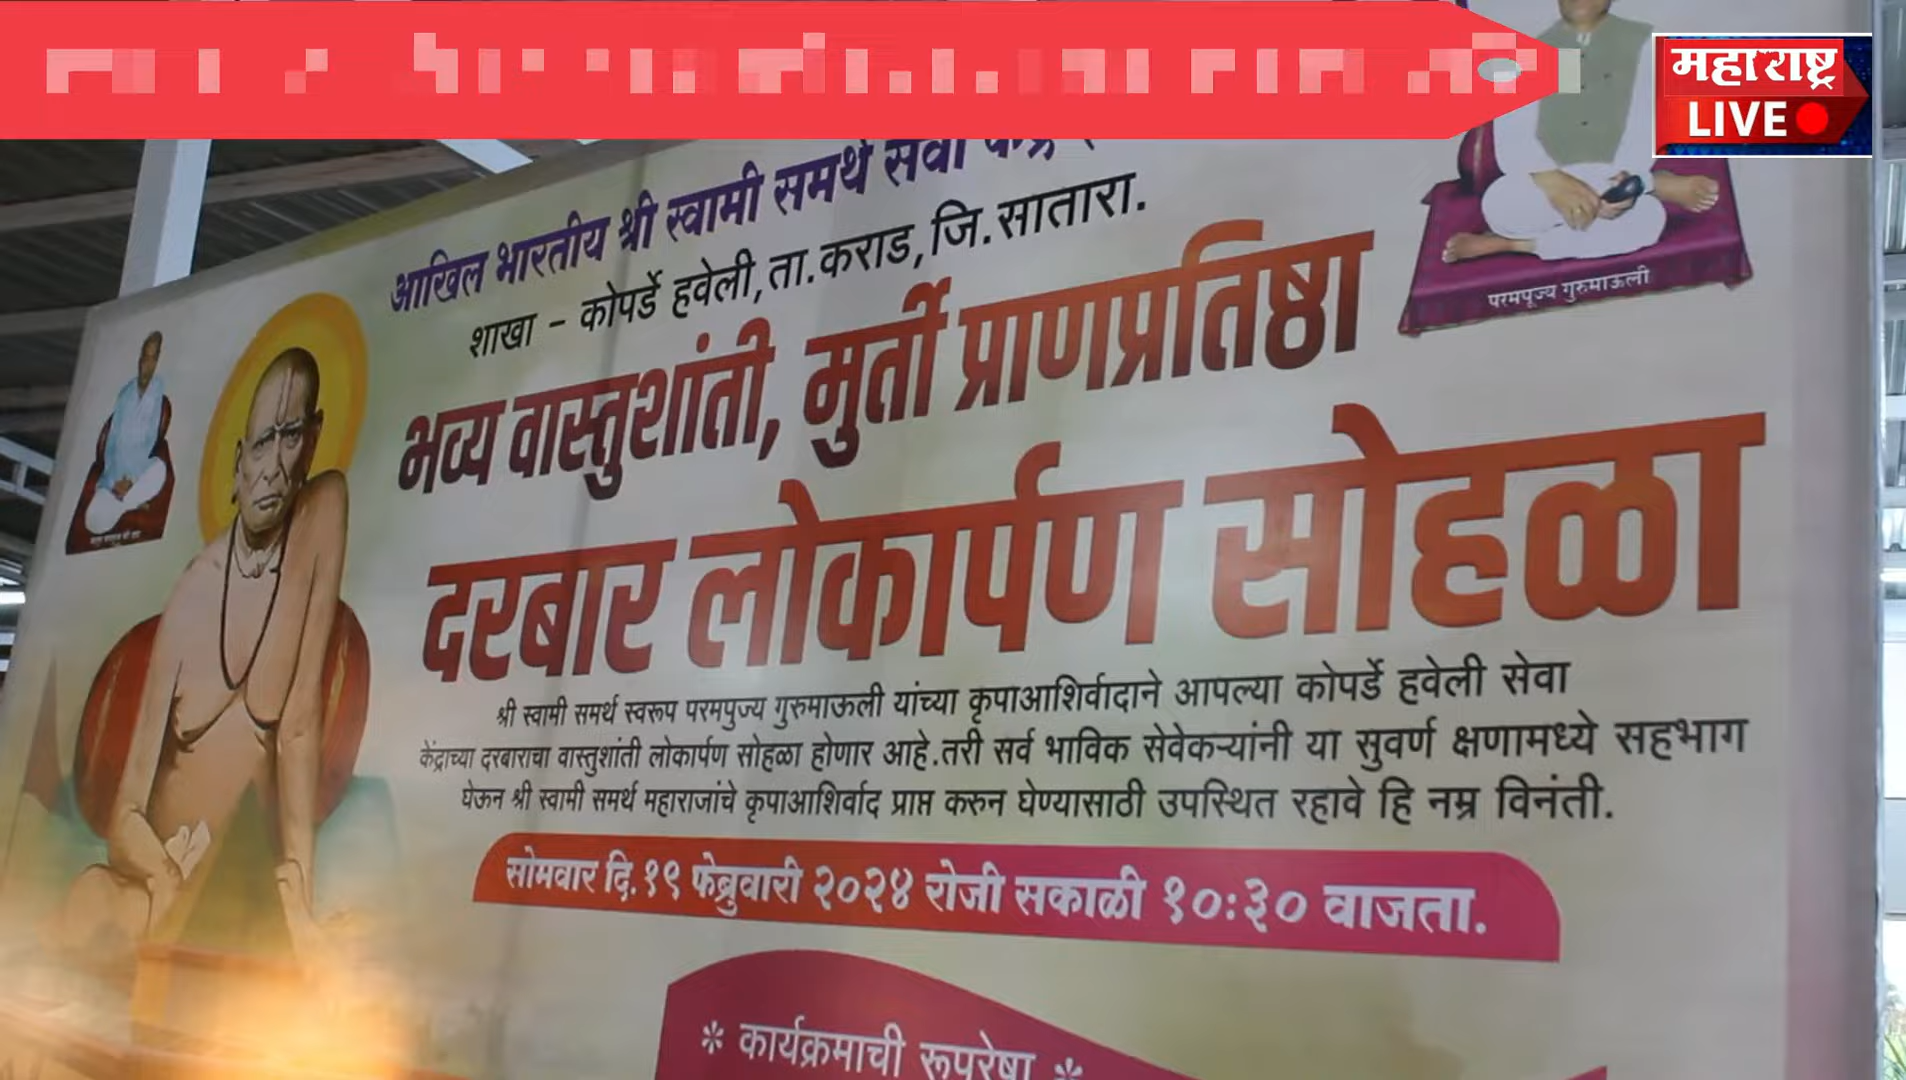 महाराष्ट्र
LIVE
आखिल भारतीय श्री स्वामी समर्थ सेवा
शाखा – कोपर्डे हवेली,ता.कराड,जि.सातारा.
परमपूज्य गुरुमाऊली
भव्य वास्तुशांती, मुर्ती प्राणप्रतिष्ठा
दरबार लोकार्पण सोहळा
श्री स्वामी समर्थ स्वरूप परमपुज्य गुरुमाऊली यांच्या कृपाआशिर्वादाने आपल्या कोपर्डे हवेली सेवा
केंद्राच्या दरबाराचा वास्तुशांती लोकार्पण सोहळा होणार आहे.तरी सर्व भाविक सेवेकऱ्यांनी या सुवर्ण क्षणामध्ये सहभाग
घेऊन श्री स्वामी समर्थ महाराजांचे कृपाआशिर्वाद प्राप्त करुन घेण्यासाठी उपस्थित रहावे हि नम्र विनंती.
सोमवार दि.१९ फेब्रुवारी २०२४ रोजी सकाळी १०:३० वाजता.
* कार्यक्रमाची रूपरेषा *